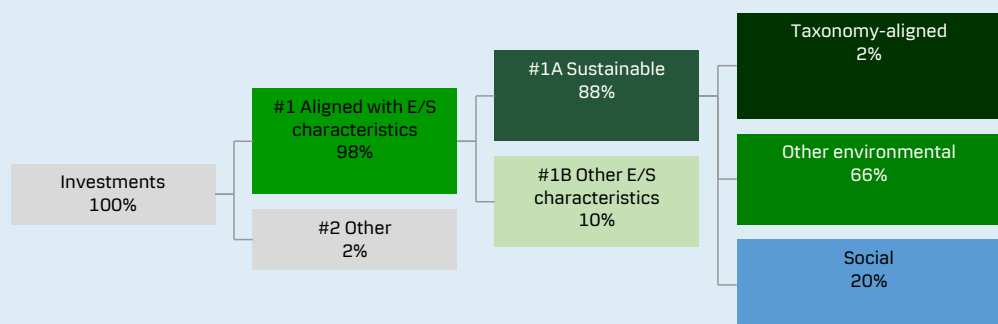 Investments
100%
#1 Aligned with E/S
characteristics
98%
#2 Other
2%
#1A Sustainable
88%
#1B Other E/S
characteristics
10%
Taxonomy-aligned
2%
Other environmental
66%
Social
20%